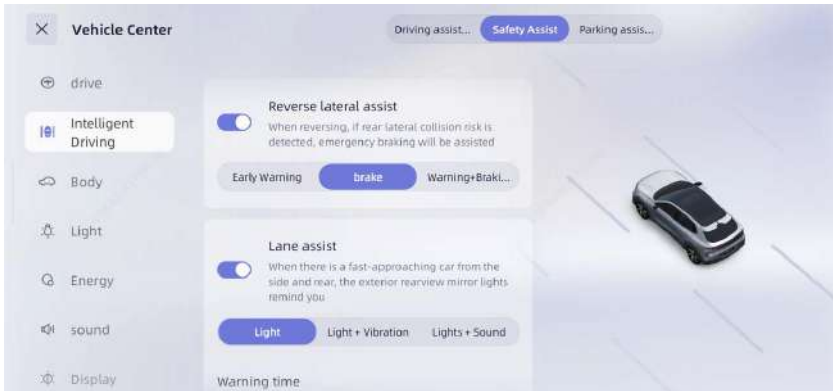 Vehicle Center
Driving assist...
Safety Assist
Parking assis...
drive
Intelligent
Driving
Body
Light
Energy
sound
Display
Reverse lateral assist
When reversing, if rear lateral collision risk is
detected, emergency braking will be assisted
Early Warning
brake
Warning+Braki...
Lane assist
When there is a fast-approaching car from the
side and rear, the exterior rearview mirror lights
remind you
Light
Light + Vibration
Lights + Sound
Warning time